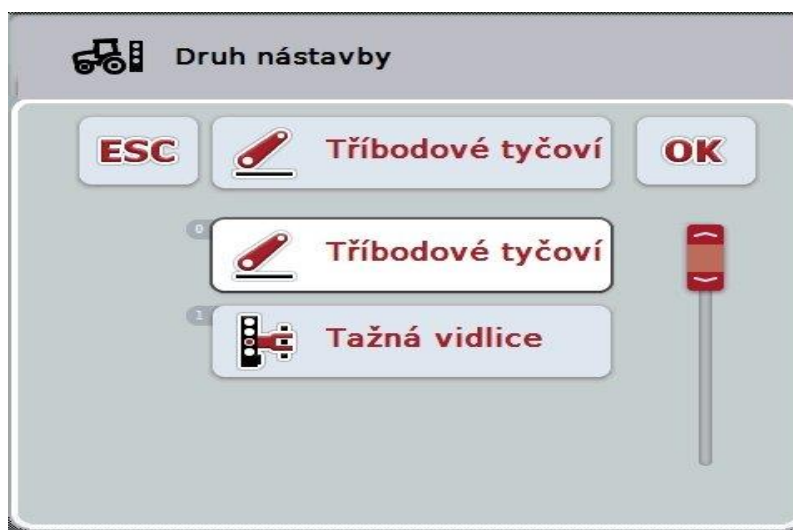 Druh nástavby
ESC
Tříbodové tyčoví
OK
0
Tříbodové tyčoví
1
Tažná vidlice